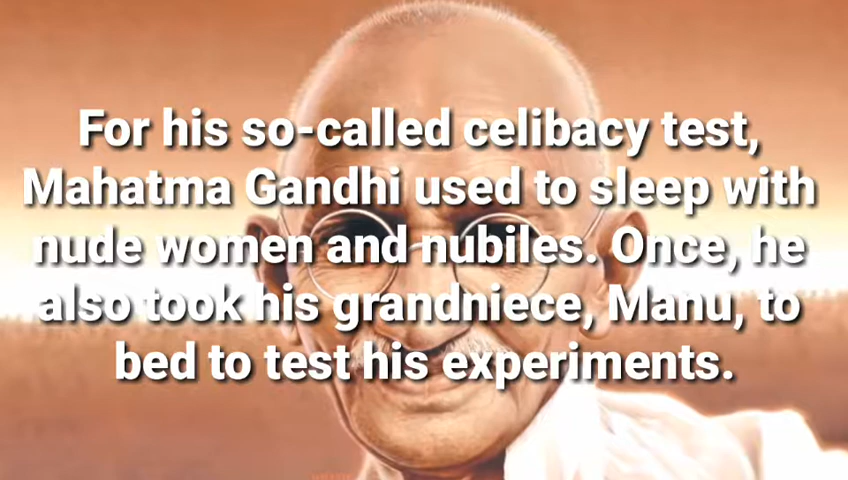 For his so-called celibacy test,
Mahatma Gandhi used to sleep with
nude women and nubiles. Once, he
also took his grandniece, Manu, to
bed to test his experiments.